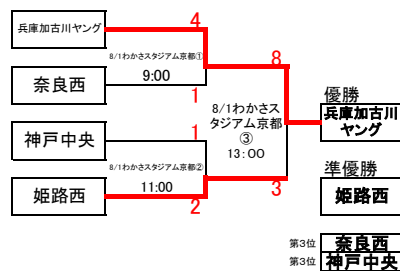 兵庫加古川ヤング
4
8/1わかさスタジアム京都①
9:00
奈良西
1
8
8/1わかさス
タジアム京都
③
13:00
優勝
兵庫加古川
ヤング
神戸中央
1
8/1わかさスタジアム京都②
11:00
姫路西
2
3
準優勝
姫路西
第3位 奈良西
第3位 神戸中央